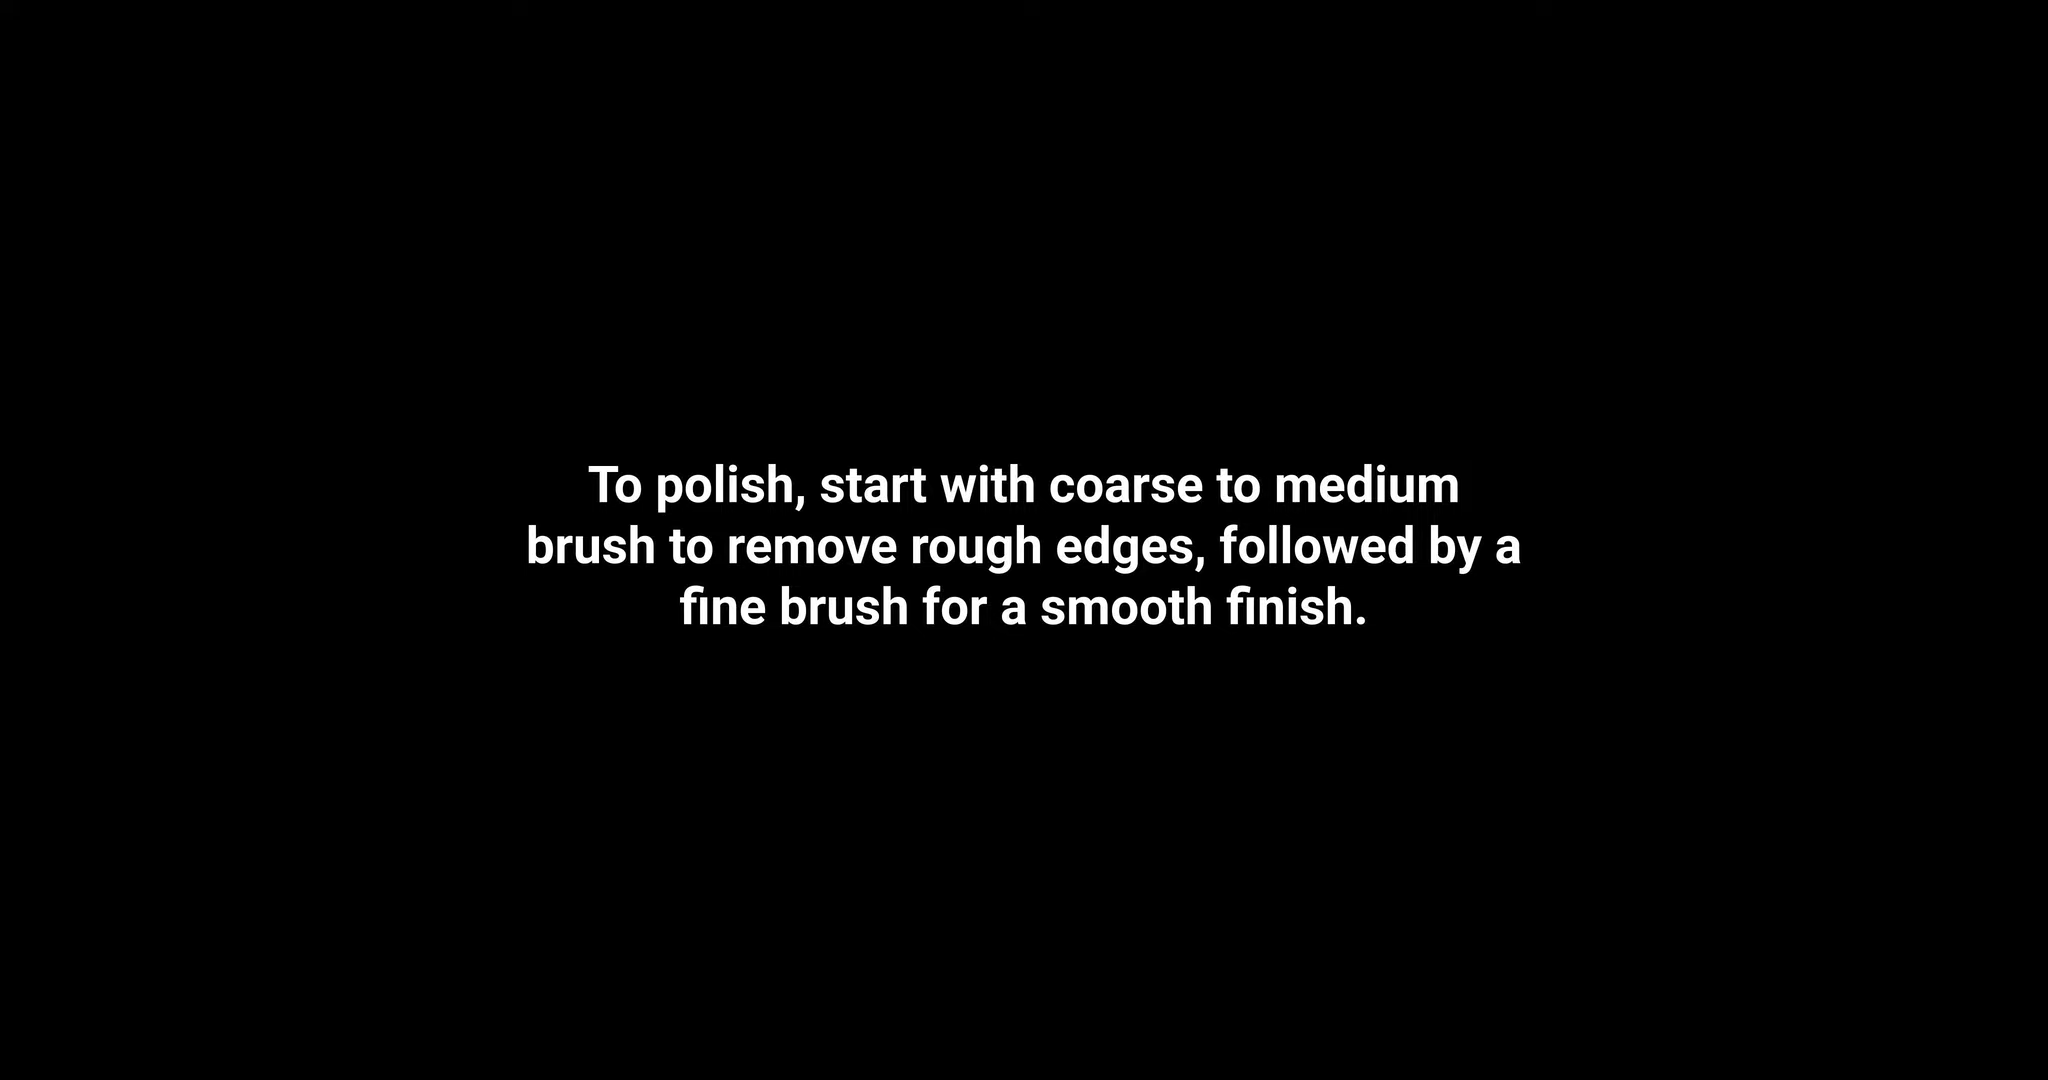 To polish, start with coarse to medium
brush to remove rough edges, followed by a
fine brush for a smooth finish.